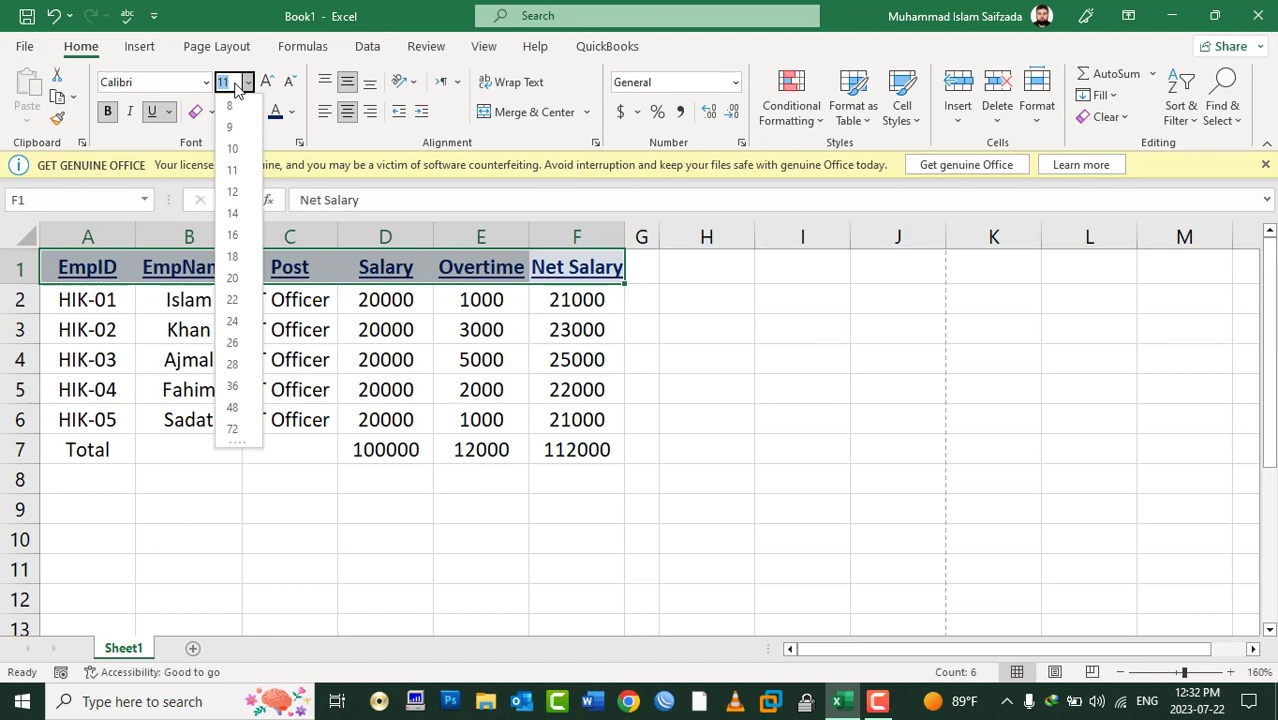 Book1 - Excel
Search
Muhammad Islam Saifzada
File Home Insert Page Layout Formulas Data Review View Help QuickBooks Share
Paste
Calibri 11
B I U A
Wrap Text
Merge & Center
General
$ % ,
Conditional Formatting
Format as Table
Cell Styles
Insert
Delete
Format
AutoSum
Fill
Clear
Sort & Filter
Find & Select
Clipboard Font Alignment Number Styles Cells Editing
8
9
10
11
12
14
16
18
20
22
24
26
28
36
48
72
GET GENUINE OFFICE Your license genuine, and you may be a victim of software counterfeiting. Avoid interruption and keep your files safe with genuine Office today. Get genuine Office Learn more
F1 fx Net Salary
A B C D E F G H I J K L M
1 EmpID EmpNam Post Salary Overtime Net Salary
2 HIK-01 Islam Officer 20000 1000 21000
3 HIK-02 Khan Officer 20000 3000 23000
4 HIK-03 Ajmal Officer 20000 5000 25000
5 HIK-04 Fahim Officer 20000 2000 22000
6 HIK-05 Sadat Officer 20000 1000 21000
7 Total 100000 12000 112000
8
9
10
11
12
13
Sheet1
Ready Accessibility: Good to go Count: 6 160%
Type here to search 89°F ENG 12:32 PM
2023-07-22